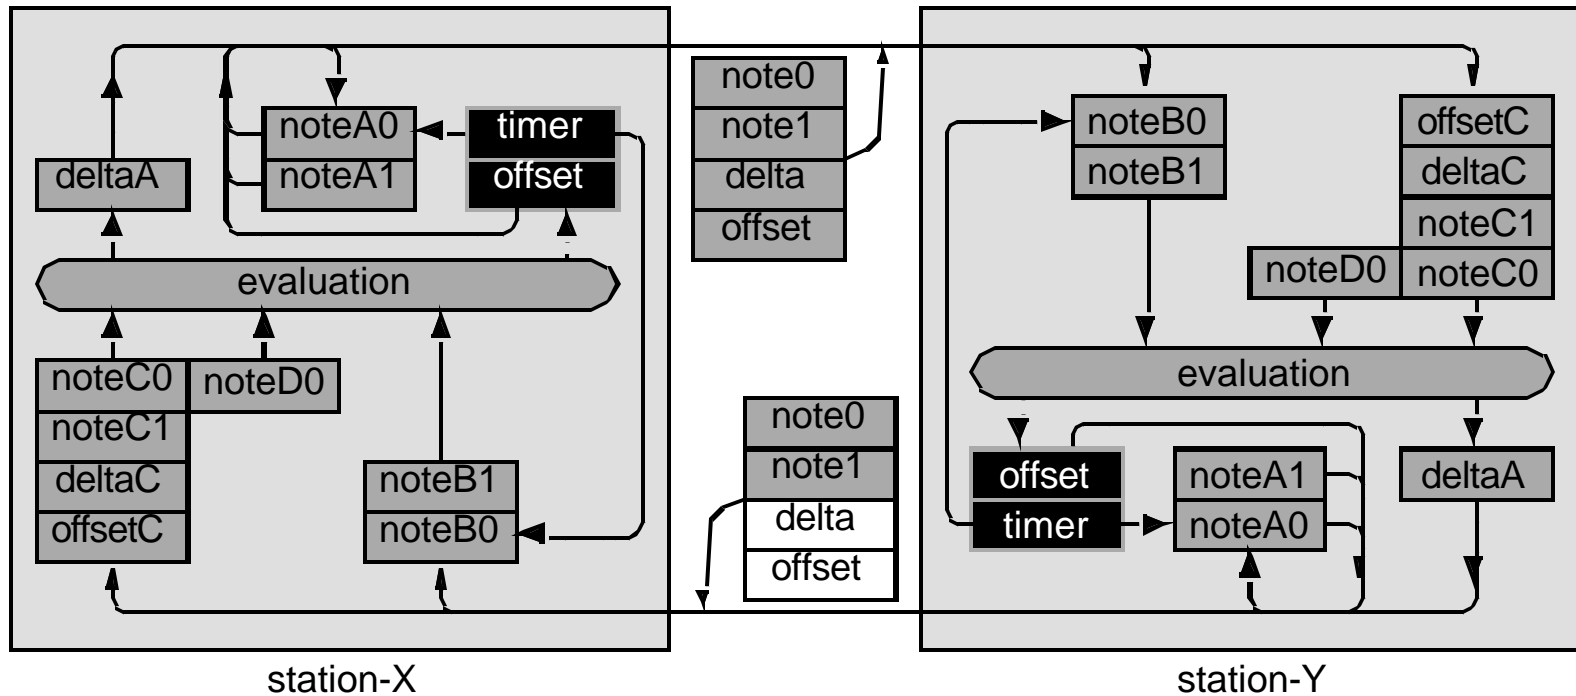 noteA0
timer
deltaA
noteA1
offset
evaluation
noteC0
noteD0
noteC1
deltaC
noteB1
offsetC
noteB0
station-X
note0
note1
delta
offset
note0
note1
delta
offset
noteB0
offsetC
noteB1
deltaC
noteC1
noteD0
noteC0
evaluation
offset
noteA1
deltaA
timer
noteA0
station-Y